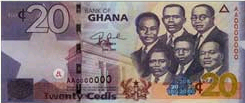 20
BANK OF
GHANA
AA0000000
AA0000000
Twenty Cedis
¢20